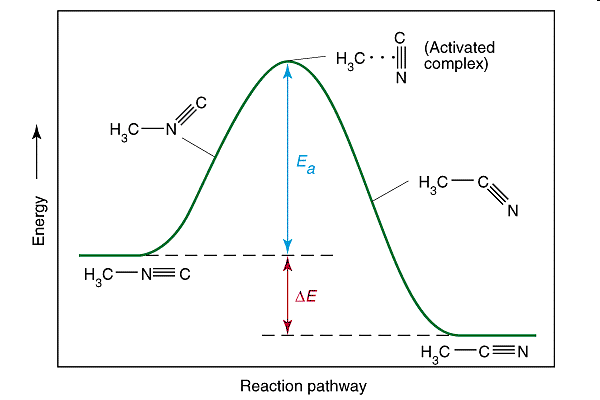 C
H3C · · · |||
N
(Activated
complex)
C
H3C—N
Ea
H3C—C
N
Energy
H3C—N≡C
ΔE
H3C—C≡N
Reaction pathway